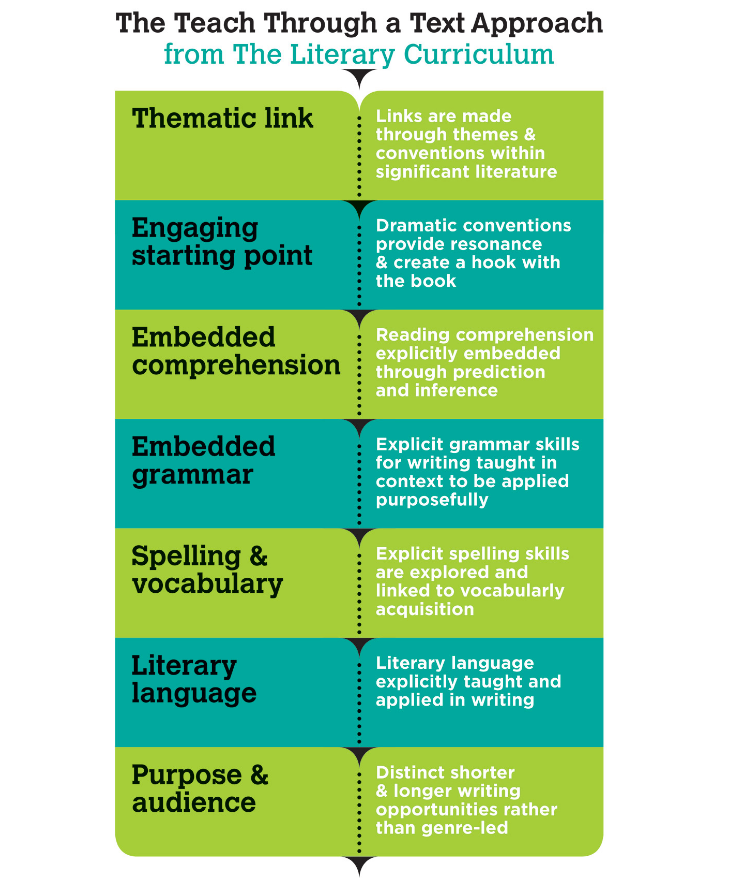 The Teach Through a Text Approach
from The Literary Curriculum
Thematic link
Links are made
through themes &
conventions within
significant literature
Engaging
starting point
Dramatic conventions
provide resonance
& create a hook with
the book
Embedded
comprehension
Reading comprehension
explicitly embedded
through prediction
and inference
Embedded
grammar
Explicit grammar skills
for writing taught in
context to be applied
purposefully
Spelling &
vocabulary
Explicit spelling skills
are explored and
linked to vocabularly
acquisition
Literary
language
Literary language
explicitly taught and
applied in writing
Purpose &
audience
Distinct shorter
& longer writing
opportunities rather
than genre-led